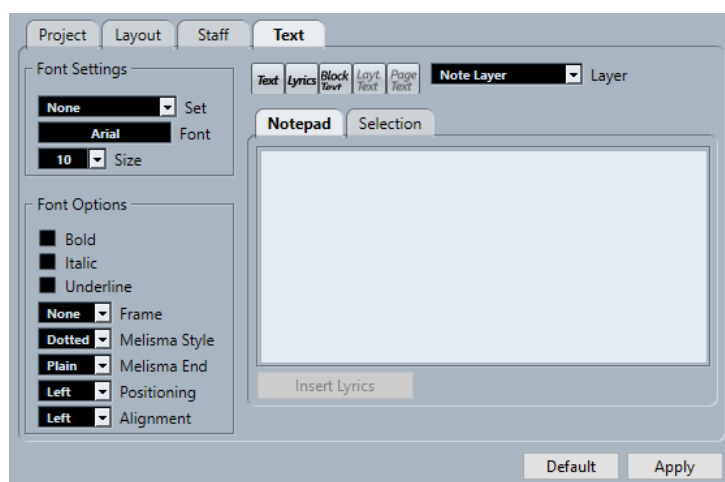 Project Layout Staff Text
Font Settings
None Set
Arial Font
10 Size
Font Options
Bold
Italic
Underline
None Frame
Dotted Melisma Style
Plain Melisma End
Left Positioning
Left Alignment
Text Lyrics Block Text Layt. Text Page Text Note Layer Layer
Notepad Selection
Insert Lyrics
Default Apply